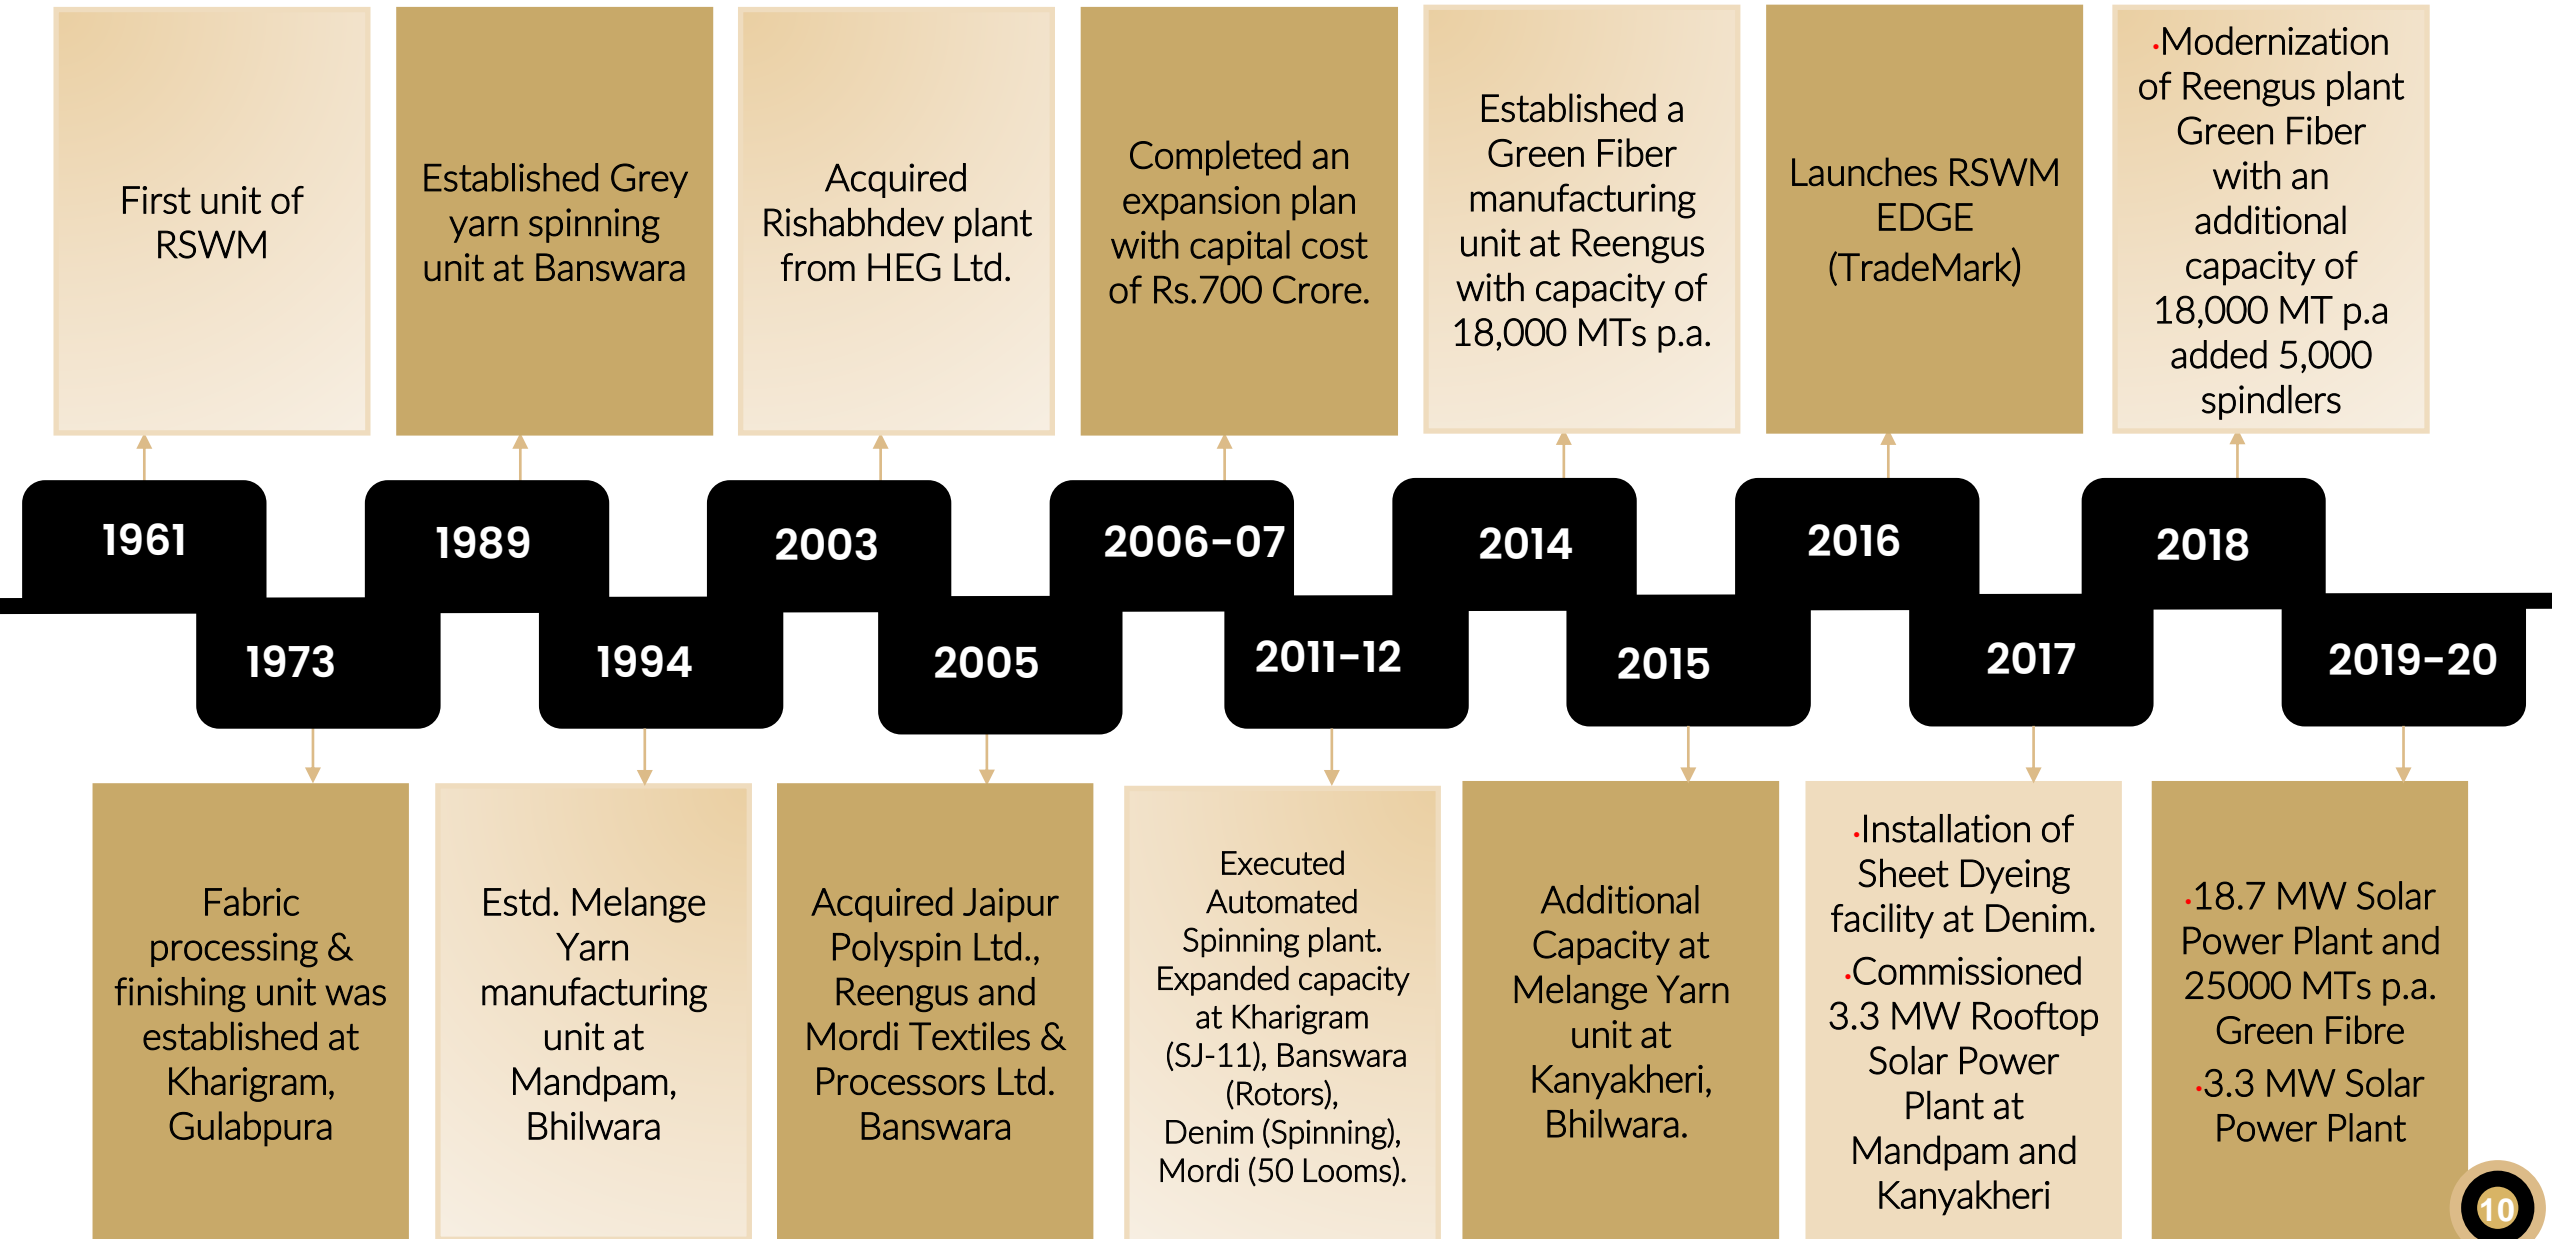 First unit of
RSWM
Established Grey
yarn spinning
unit at Banswara
Acquired
Rishabhdev plant
from HEG Ltd.
Completed an
expansion plan
with capital cost
of Rs.700 Crore.
Established a
Green Fiber
manufacturing
unit at Reengus
with capacity of
18,000 MTs p.a.
Launches RSWM
EDGE
(TradeMark)
·Modernization
of Reengus plant
Green Fiber
with an
additional
capacity of
18,000 MT p.a
added 5,000
spindlers
1961
1989
2003
2006-07
2014
2016
2018
1973
1994
2005
2011-12
2015
2017
2019-20
Fabric
processing &
finishing unit was
established at
Kharigram,
Gulabpura
Estd. Melange
Yarn
manufacturing
unit at
Mandpam,
Bhilwara
Acquired Jaipur
Polyspin Ltd.,
Reengus and
Mordi Textiles &
Processors Ltd.
Banswara
Executed
Automated
Spinning plant.
Expanded capacity
at Kharigram
(SJ-11), Banswara
(Rotors),
Denim (Spinning),
Mordi (50 Looms).
Additional
Capacity at
Melange Yarn
unit at
Kanyakheri,
Bhilwara.
·Installation of
Sheet Dyeing
facility at Denim.
·Commissioned
3.3 MW Rooftop
Solar Power
Plant at
Mandpam and
Kanyakheri
·18.7 MW Solar
Power Plant and
25000 MTs p.a.
Green Fibre
·3.3 MW Solar
Power Plant
10